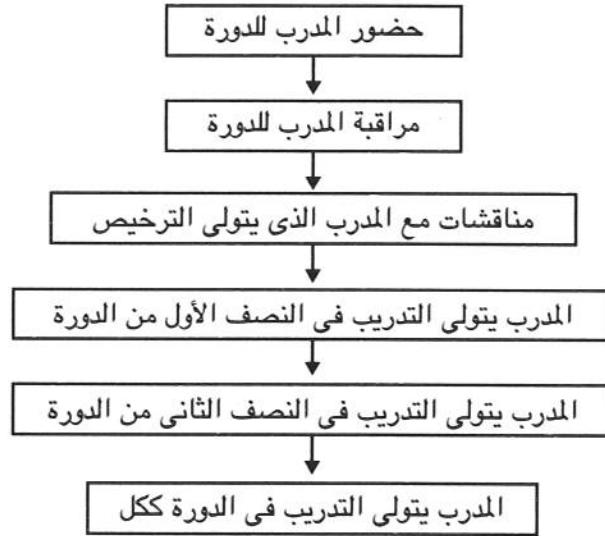 حضور المدرب للدورة
مراقبة المدرب للدورة
مناقشات مع المدرب الذى يتولى الترخيص
المدرب يتولى التدريب فى النصف الأول من الدورة
المدرب يتولى التدريب فى النصف الثانى من الدورة
المدرب يتولى التدريب فى الدورة ككل